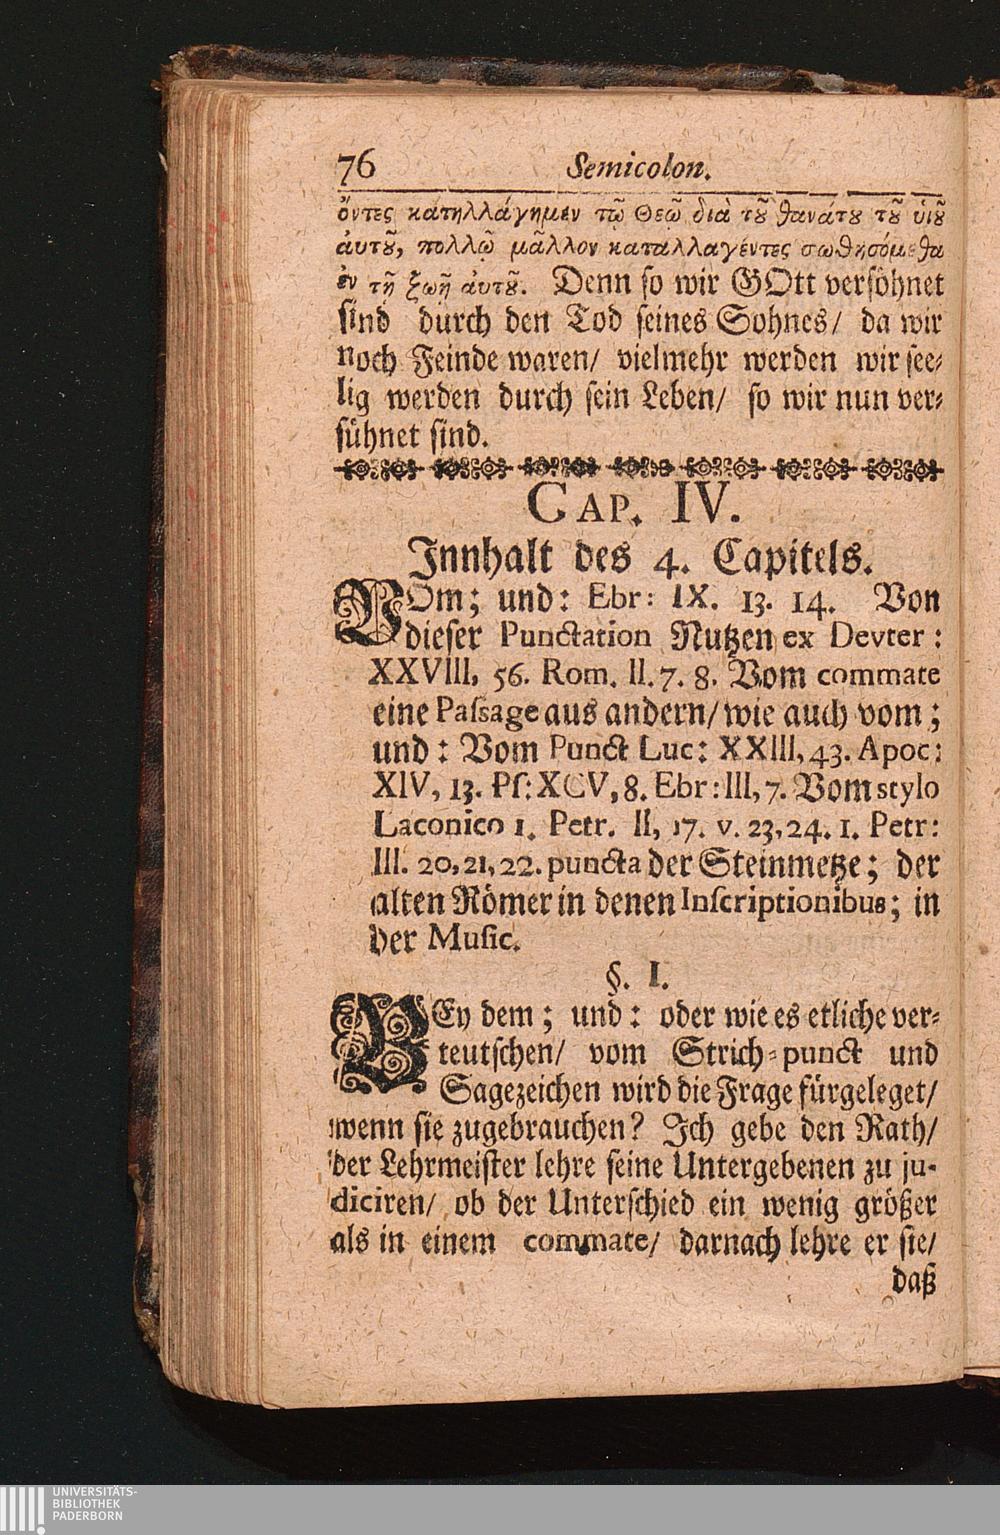 76 Semicolon.
ὄντες κατηλλάγημεν τῷ Θεῷ διὰ τȣ͂ θανάτȣ τȣ͂ ὑιȣ͂
ἀυτȣ͂, πολλῷ μᾶλλον καταλλαγέντες σωθησόμεθα
ἐν τῇ ζωῇ ἀυτȣ͂. Denn so wir GOtt versöhnet
sind durch den Tod seines Sohnes/ da wir
noch Feinde waren/ vielmehr werden wir see⸗
lig werden durch sein Leben/ so wir nun ver⸗
sühnet sind.
CAP. IV.
Innhalt des 4. Capitels.
VOm; und: Ebr: IX. 13. 14. Von
dieser Punctation Nutzen ex Devter:
XXVIII, 56. Rom. II. 7. 8. Vom commate
eine Passage aus andern/ wie auch vom;
und: Vom Punct Luc: XXIII, 43. Apoc:
XIV, 13. Ps: XCV, 8. Ebr: III, 7. Vom stylo
Laconico 1. Petr. II, 17. v. 23, 24. 1. Petr:
III. 20, 21, 22. puncta der Steinmetze; der
alten Römer in denen Inscriptionibus; in
der Music.
§. I.
BEy dem; und: oder wie es etliche ver⸗
teutschen/ vom Strich⸗punct und
Sagezeichen wird die Frage fürgeleget/
wenn sie zugebrauchen? Ich gebe den Rath/
der Lehrmeister lehre seine Untergebenen zu ju⸗
diciren/ ob der Unterschied ein wenig größer
als in einem commate/ darnach lehre er sie/
daß
UNIVERSITÄTS-
BIBLIOTHEK
PADERBORN